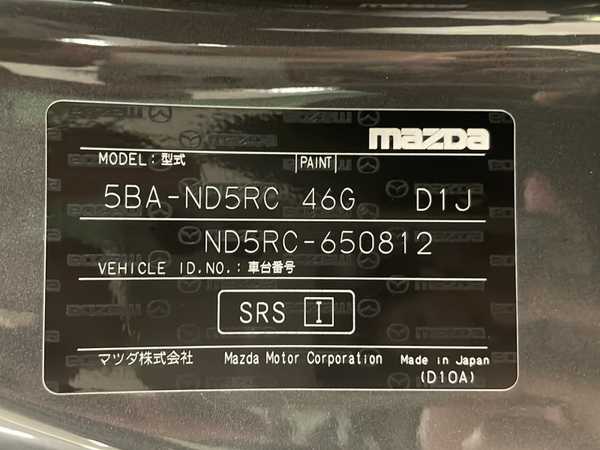 mazda
MODEL: 型式 PAINT
5BA-ND5RC 46G D1J
ND5RC-650812
VEHICLE ID.NO.: 車台番号
SRS I
マツダ株式会社 Mazda Motor Corporation Made in Japan
(D10A)